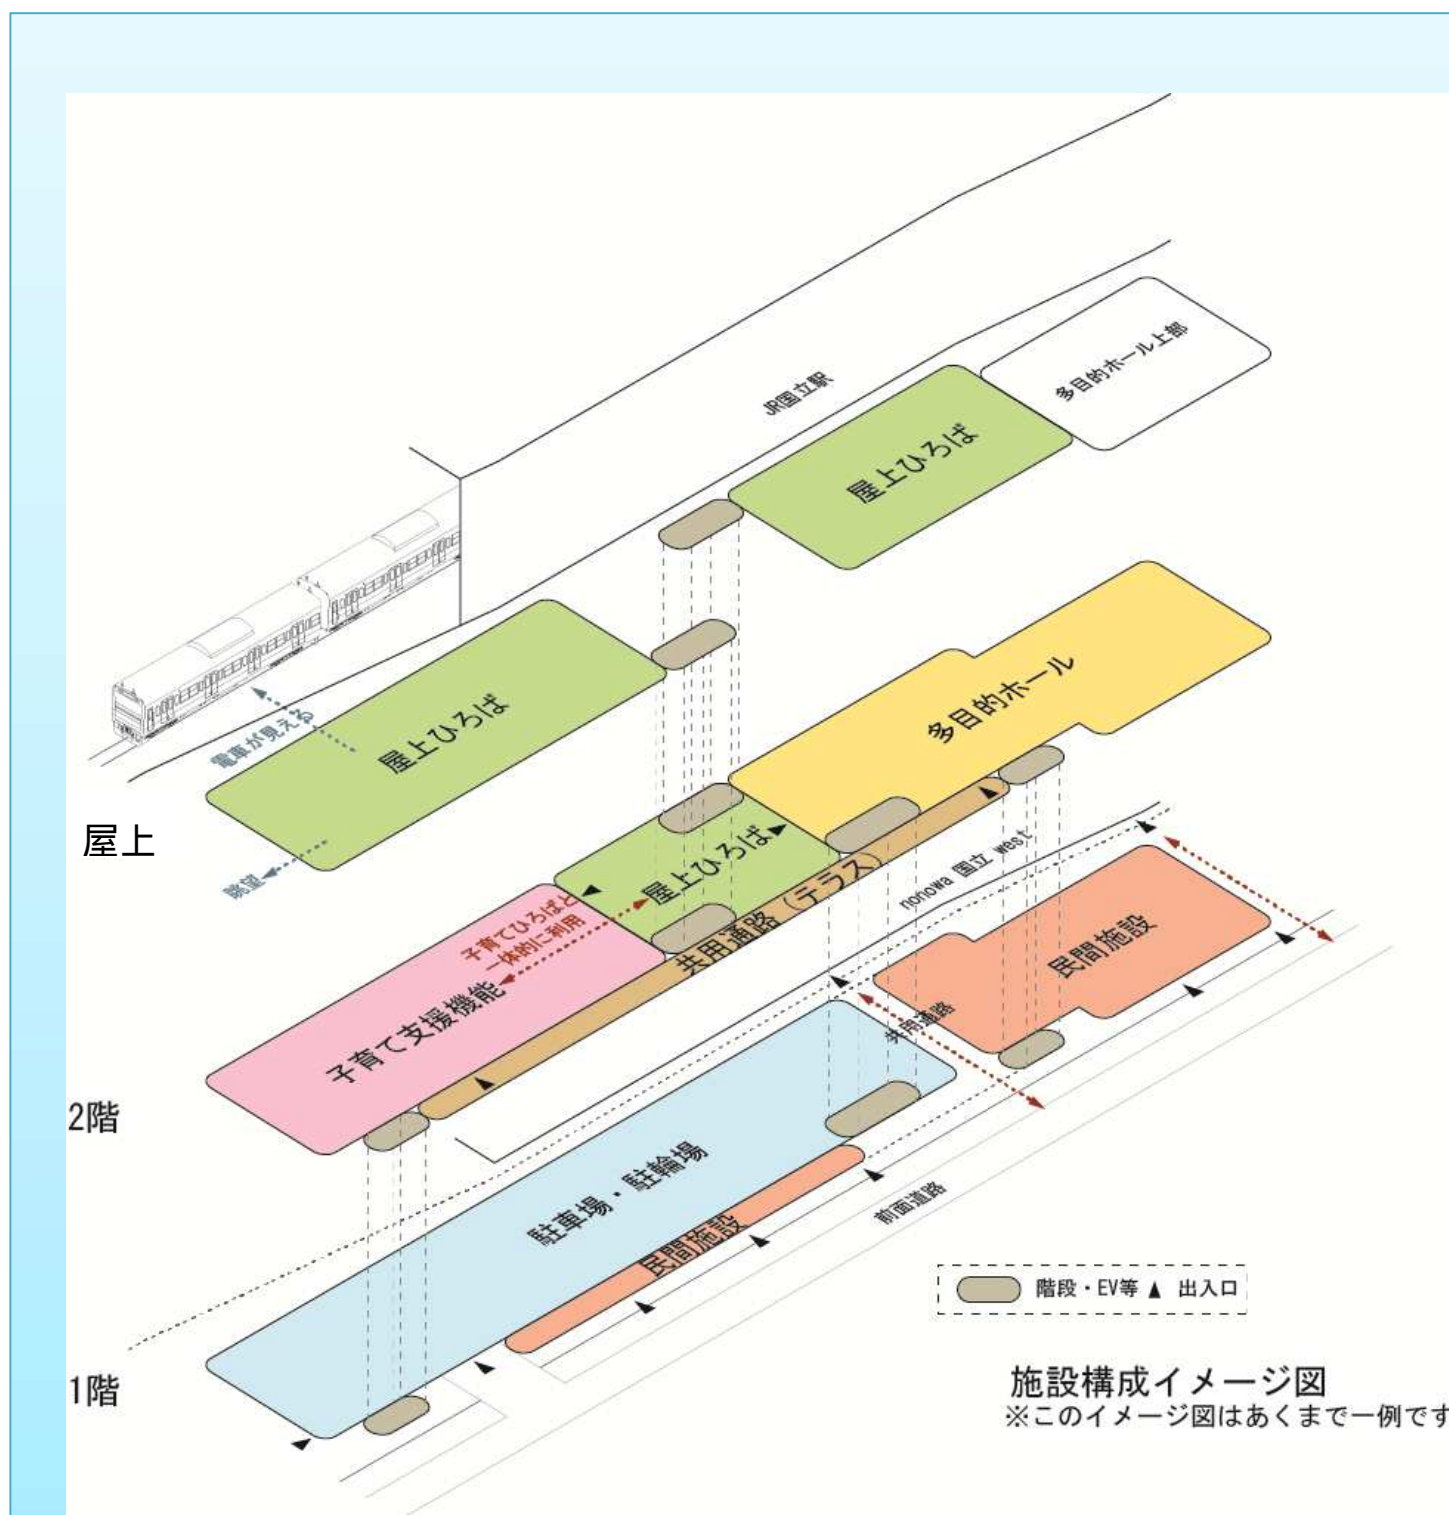 多目的ホール上部
JR国立駅
屋上ひろば
屋上ひろば
電車が見える
眺望
屋上
多目的ホール
屋上ひろば
共用通路（テラス）
子育てひろばと
一体的に利用
子育て支援機能
2階
nonowa 国立 west
民間施設
共用通路
駐車場・駐輪場
民間施設
前面道路
1階
階段・EV等 ▲ 出入口
施設構成イメージ図
※このイメージ図はあくまで一例です